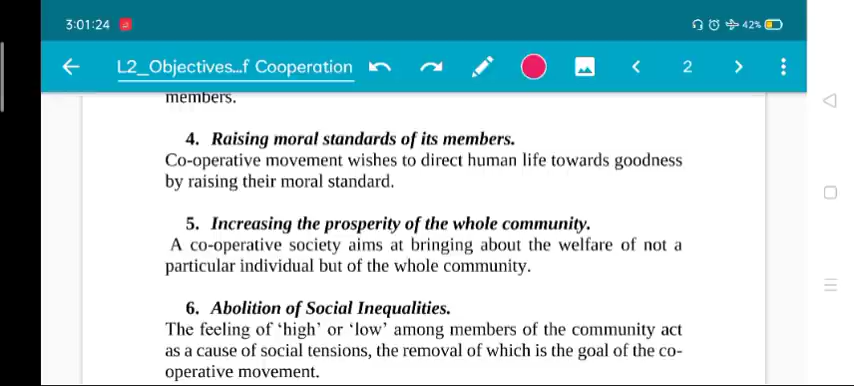 3:01:24
42%
L2_Objectives...f Cooperation
2
members.
4. Raising moral standards of its members.
Co-operative movement wishes to direct human life towards goodness
by raising their moral standard.
5. Increasing the prosperity of the whole community.
A co-operative society aims at bringing about the welfare of not a
particular individual but of the whole community.
6. Abolition of Social Inequalities.
The feeling of ‘high’ or ‘low’ among members of the community act
as a cause of social tensions, the removal of which is the goal of the co-
operative movement.